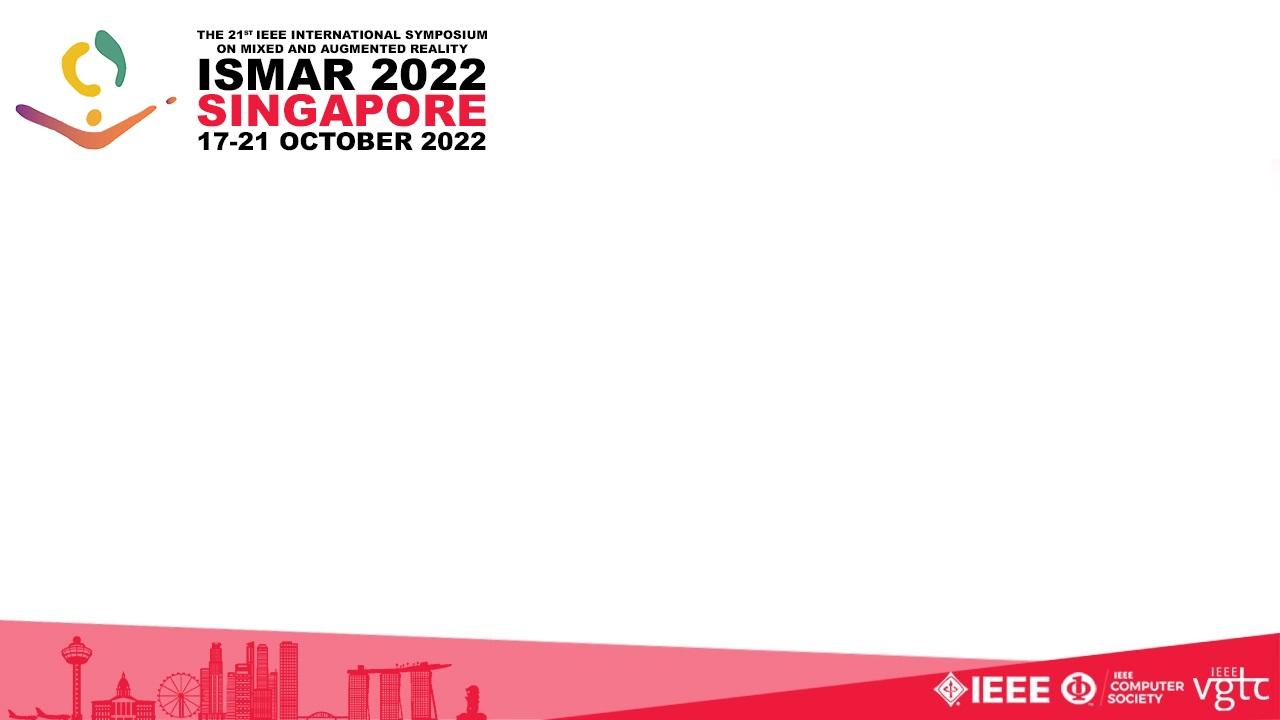 THE 21ST IEEE INTERNATIONAL SYMPOSIUM
ON MIXED AND AUGMENTED REALITY
ISMAR 2022
SINGAPORE
17-21 OCTOBER 2022
IEEE
IEEE
COMPUTER
SOCIETY
IEEE
vgtc